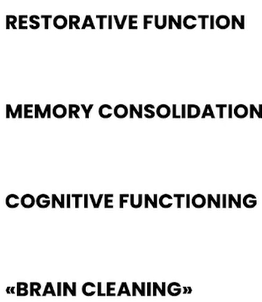 RESTORATIVE FUNCTION
MEMORY CONSOLIDATION
COGNITIVE FUNCTIONING
«BRAIN CLEANING»